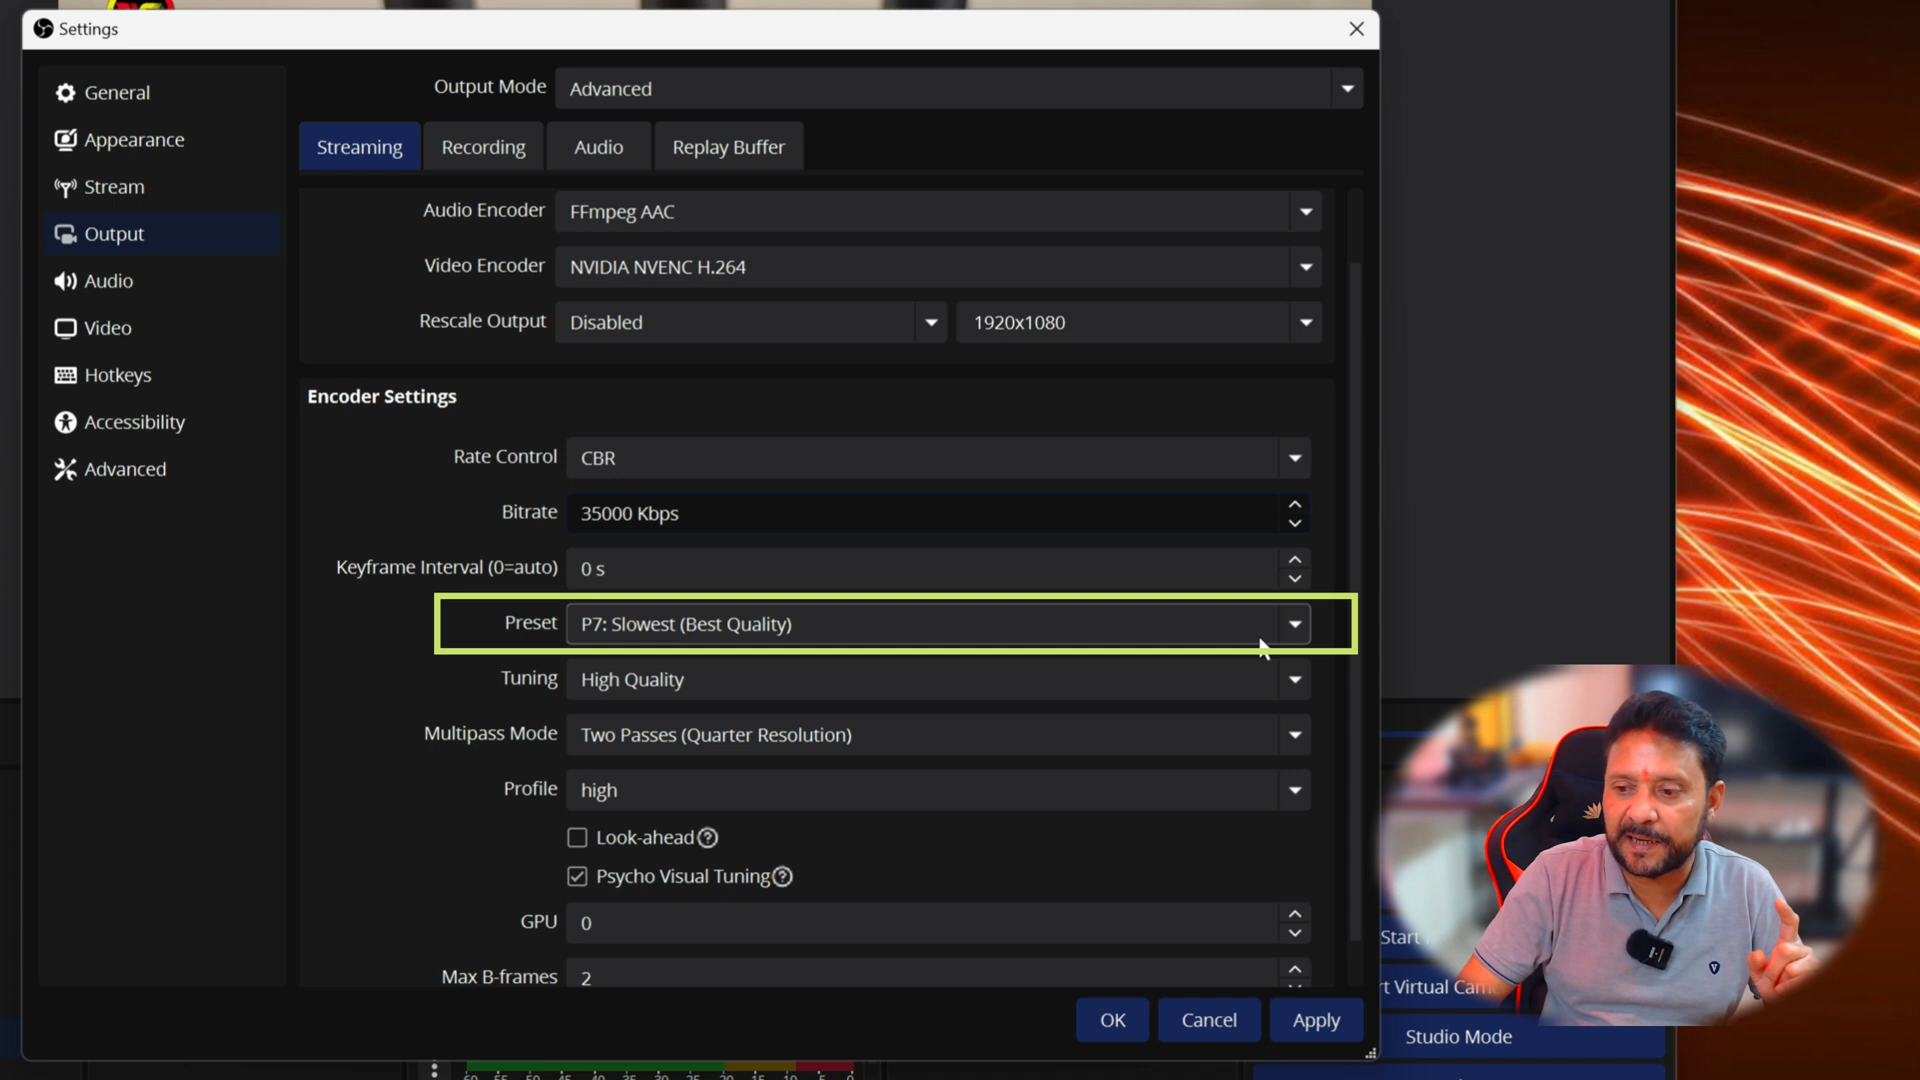 Settings
General
Appearance
Stream
Output
Audio
Video
Hotkeys
Accessibility
Advanced
Output Mode Advanced
Streaming Recording Audio Replay Buffer
Audio Encoder FFmpeg AAC
Video Encoder NVIDIA NVENC H.264
Rescale Output Disabled 1920x1080
Encoder Settings
Rate Control CBR
Bitrate 35000 Kbps
Keyframe Interval (0=auto) 0 s
Preset P7: Slowest (Best Quality)
Tuning High Quality
Multipass Mode Two Passes (Quarter Resolution)
Profile high
Look-ahead ?
Psycho Visual Tuning ?
GPU 0
Max B-frames 2
OK Cancel Apply
Start
Virtual
Studio Mode